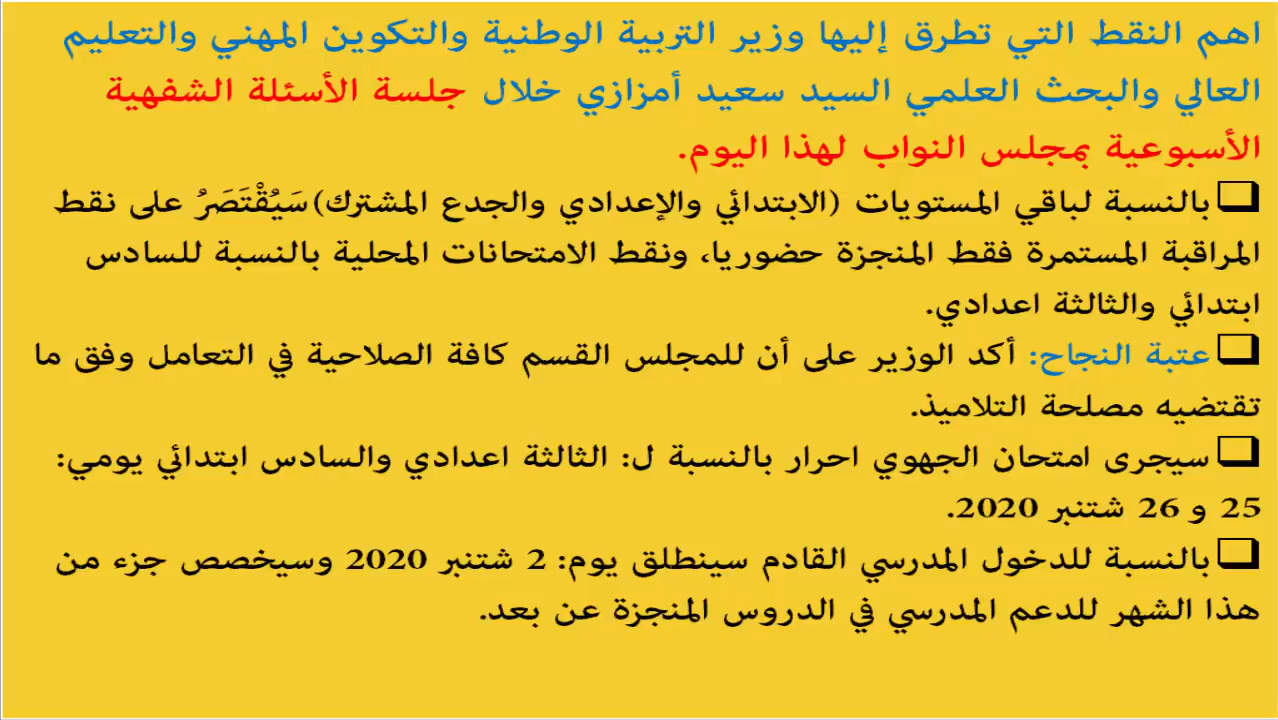 اهم النقط التي تطرق إليها وزير التربية الوطنية والتكوين المهني والتعليم
العالي والبحث العلمي السيد سعيد أمزازي خلال جلسة الأسئلة الشفهية
الأسبوعية بمجلس النواب لهذا اليوم.
❑بالنسبة لباقي المستويات (الابتدائي والإعدادي والجدع المشترك)سَيُقْتَصَرُ على نقط
المراقبة المستمرة فقط المنجزة حضوريا، ونقط الامتحانات المحلية بالنسبة للسادس
ابتدائي والثالثة اعدادي.
❑عتبة النجاح: أكد الوزير على أن للمجلس القسم كافة الصلاحية في التعامل وفق ما
تقتضيه مصلحة التلاميذ.
❑سيجرى امتحان الجهوي احرار بالنسبة ل: الثالثة اعدادي والسادس ابتدائي يومي:
25 و 26 شتنبر 2020.
❑بالنسبة للدخول المدرسي القادم سينطلق يوم: 2 شتنبر 2020 وسيخصص جزء من
هذا الشهر للدعم المدرسي في الدروس المنجزة عن بعد.